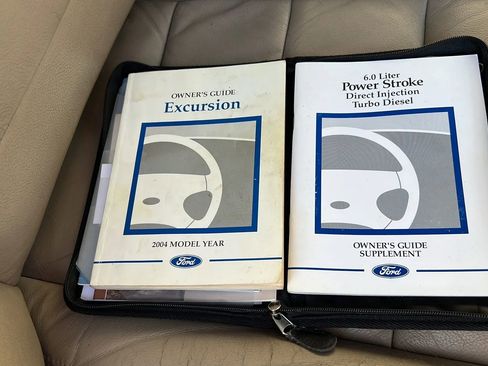 OWNER'S GUIDE
Excursion
2004 MODEL YEAR
Ford
6.0 Liter
Power Stroke
Direct Injection
Turbo Diesel
OWNER'S GUIDE
SUPPLEMENT
Ford